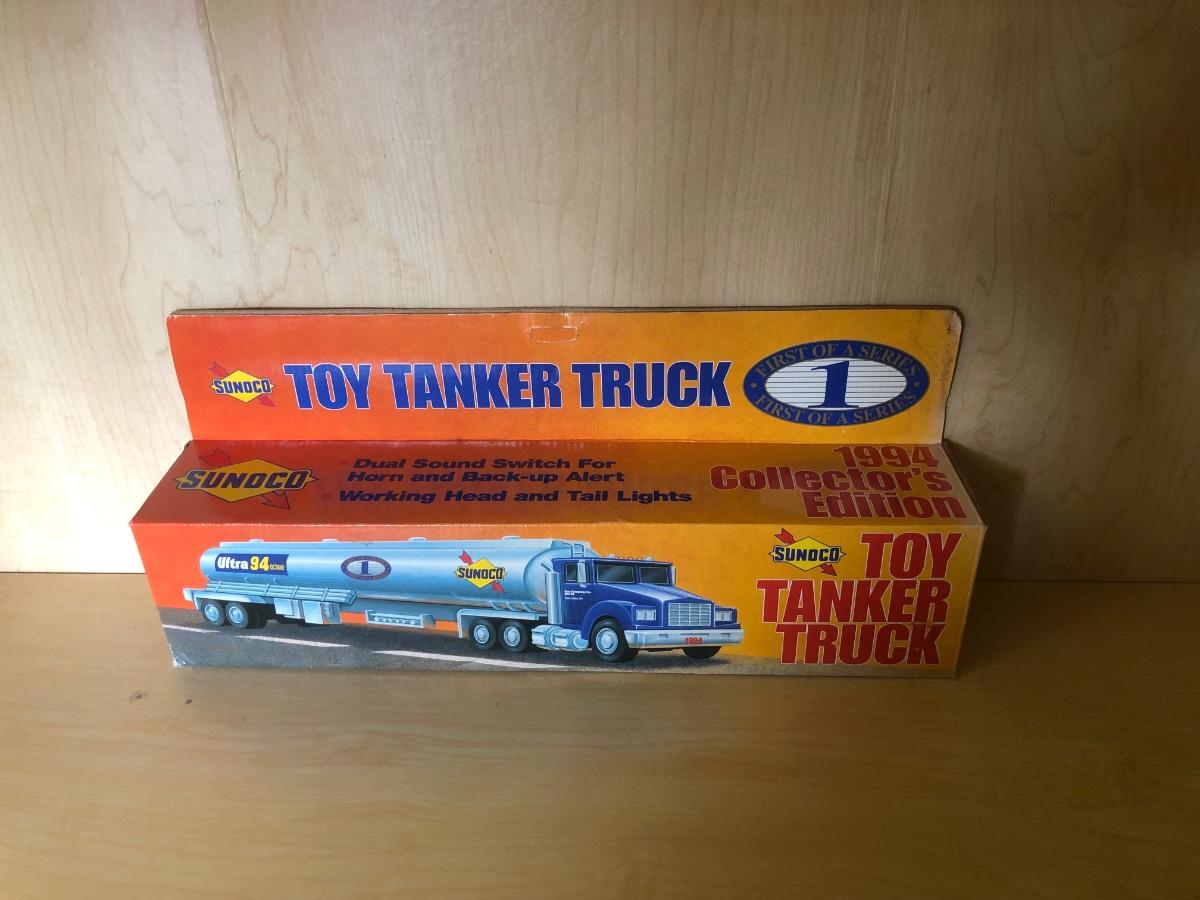 SUNOCO
TOY TANKER TRUCK
FIRST OF A SERIES
1
FIRST OF A SERIES
SUNOCO
Dual Sound Switch For
Horn and Back-up Alert
Working Head and Tail Lights
1994
Collector's
Edition
Ultra 94 OCTANE
1
SUNOCO
1994
SUNOCO
TOY
TANKER
TRUCK